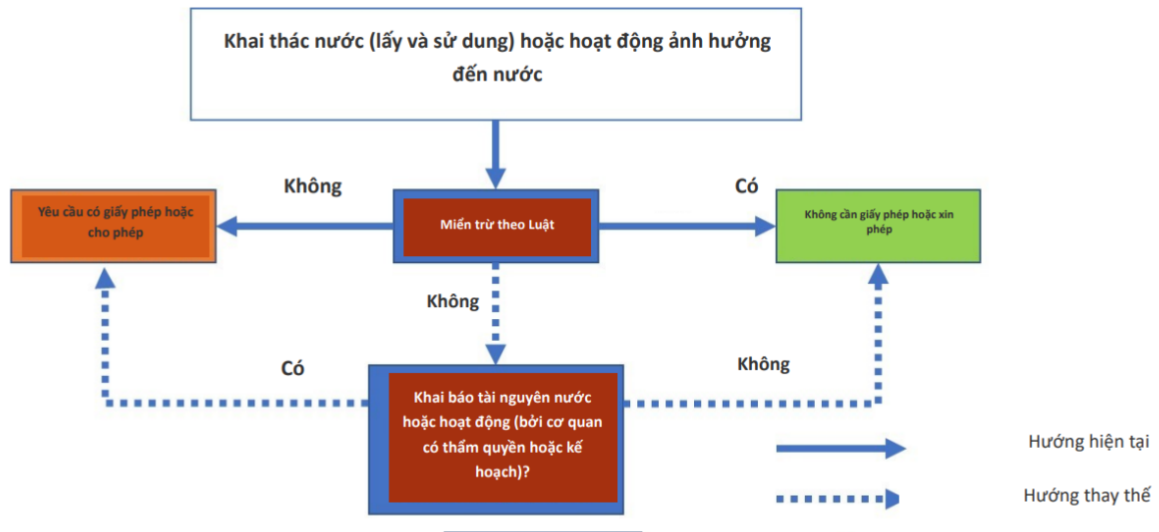 Khai thác nước (lấy và sử dung) hoặc hoạt động ảnh hưởng
đến nước
Không
Có
Yêu cầu có giấy phép hoặc
cho phép
Miễn trừ theo Luật
Không cần giấy phép hoặc xin
phép
Không
Có
Không
Khai báo tài nguyên nước
hoặc hoạt động (bởi cơ quan
có thẩm quyền hoặc kế
hoạch)?
Hướng hiện tại
Hướng thay thế